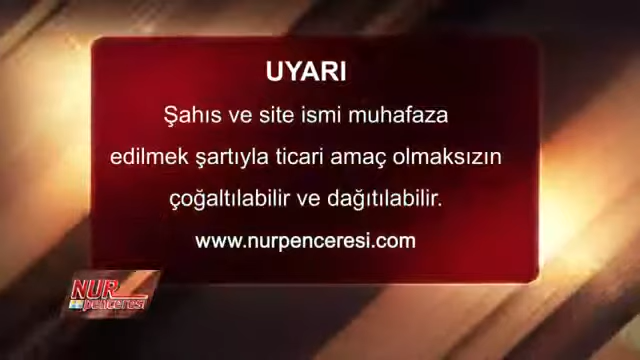 UYARI
Şahıs ve site ismi muhafaza
edilmek şartıyla ticari amaç olmaksızın
çoğaltılabilir ve dağıtılabilir.
www.nurpenceresi.com
NUR
penceresi